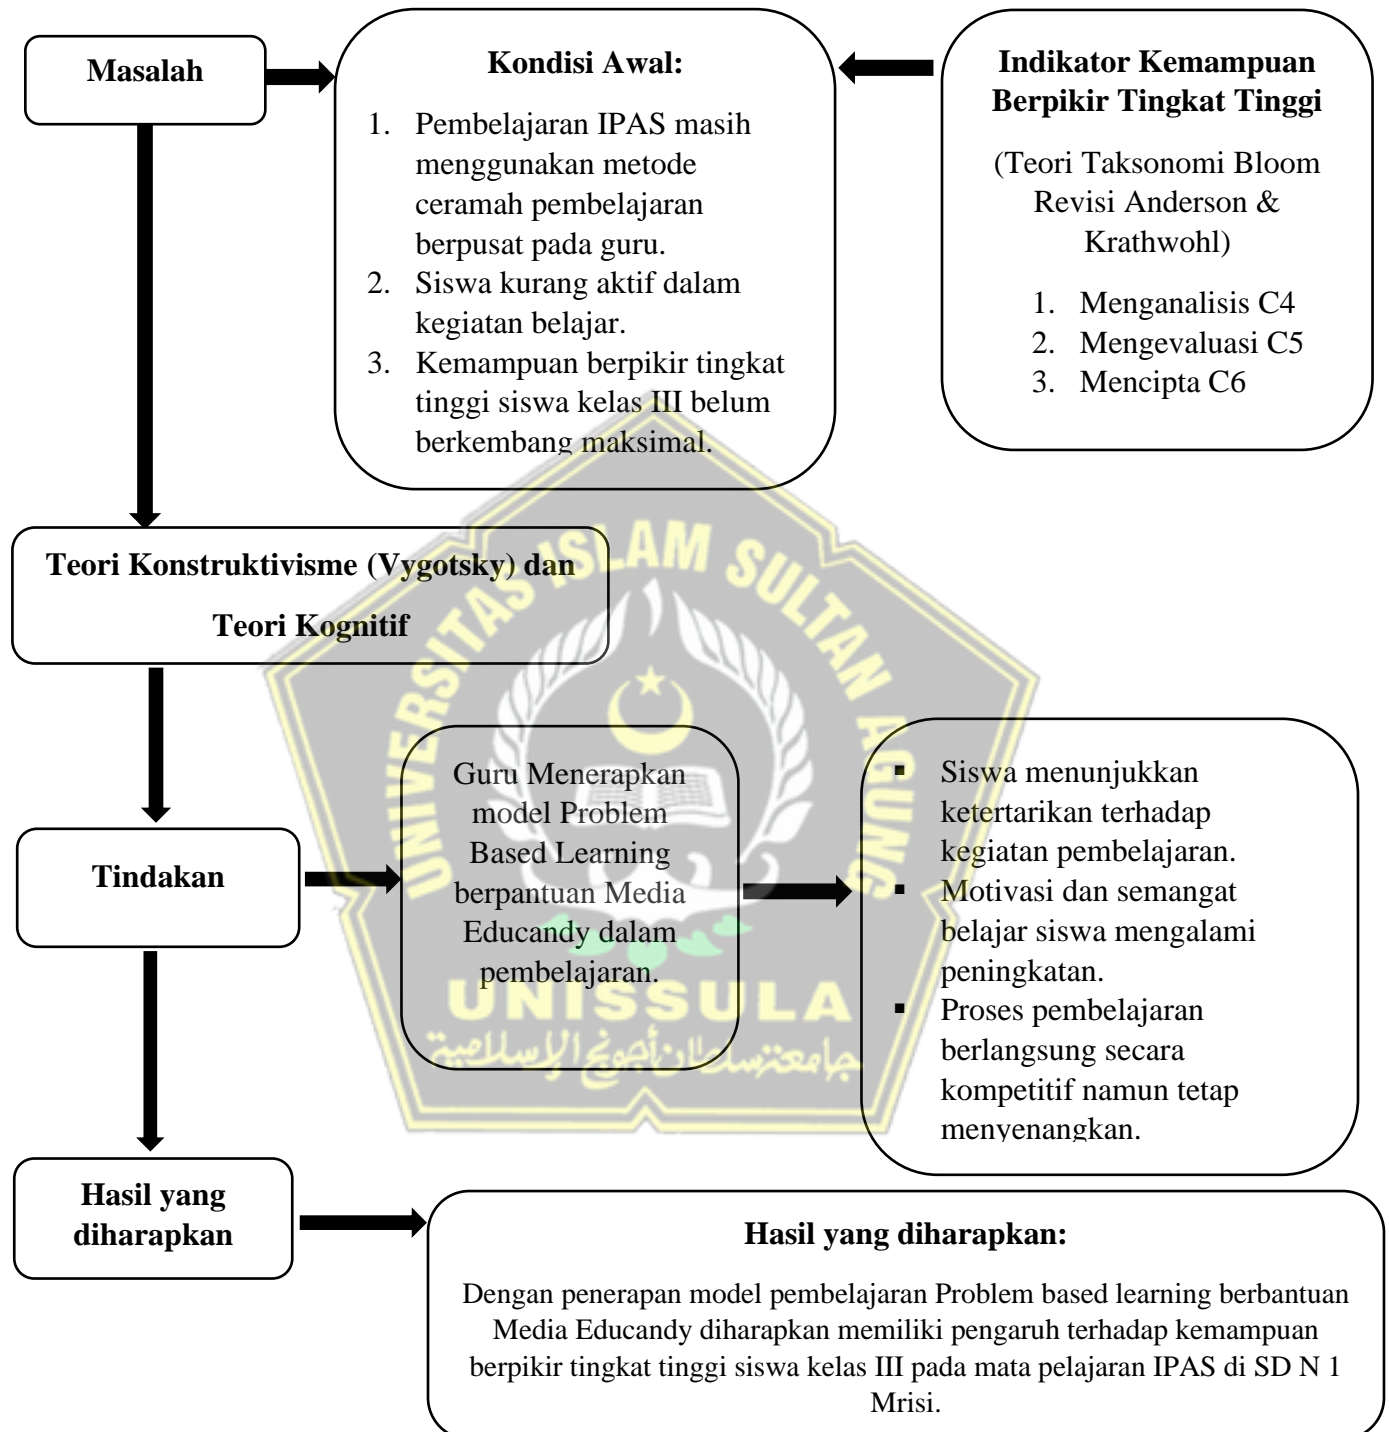 Masalah
Kondisi Awal:
1. Pembelajaran IPAS masih
menggunakan metode
ceramah pembelajaran
berpusat pada guru.
2. Siswa kurang aktif dalam
kegiatan belajar.
3. Kemampuan berpikir tingkat
tinggi siswa kelas III belum
berkembang maksimal.
Indikator Kemampuan
Berpikir Tingkat Tinggi
(Teori Taksonomi Bloom
Revisi Anderson &
Krathwohl)
1. Menganalisis C4
2. Mengevaluasi C5
3. Mencipta C6
Teori Konstruktivisme (Vygotsky) dan
Teori Kognitif
Tindakan
Guru Menerapkan
model Problem
Based Learning
berpantuan Media
Educandy dalam
pembelajaran.
▪ Siswa menunjukkan
ketertarikan terhadap
kegiatan pembelajaran.
▪ Motivasi dan semangat
belajar siswa mengalami
peningkatan.
▪ Proses pembelajaran
berlangsung secara
kompetitif namun tetap
menyenangkan.
Hasil yang
diharapkan
Hasil yang diharapkan:
Dengan penerapan model pembelajaran Problem based learning berbantuan
Media Educandy diharapkan memiliki pengaruh terhadap kemampuan
berpikir tingkat tinggi siswa kelas III pada mata pelajaran IPAS di SD N 1
Mrisi.
UNIVERSITAS ISLAM SULTAN AGUNG
UNISSULA
جامعتنسلطان أجونج الإسلامية